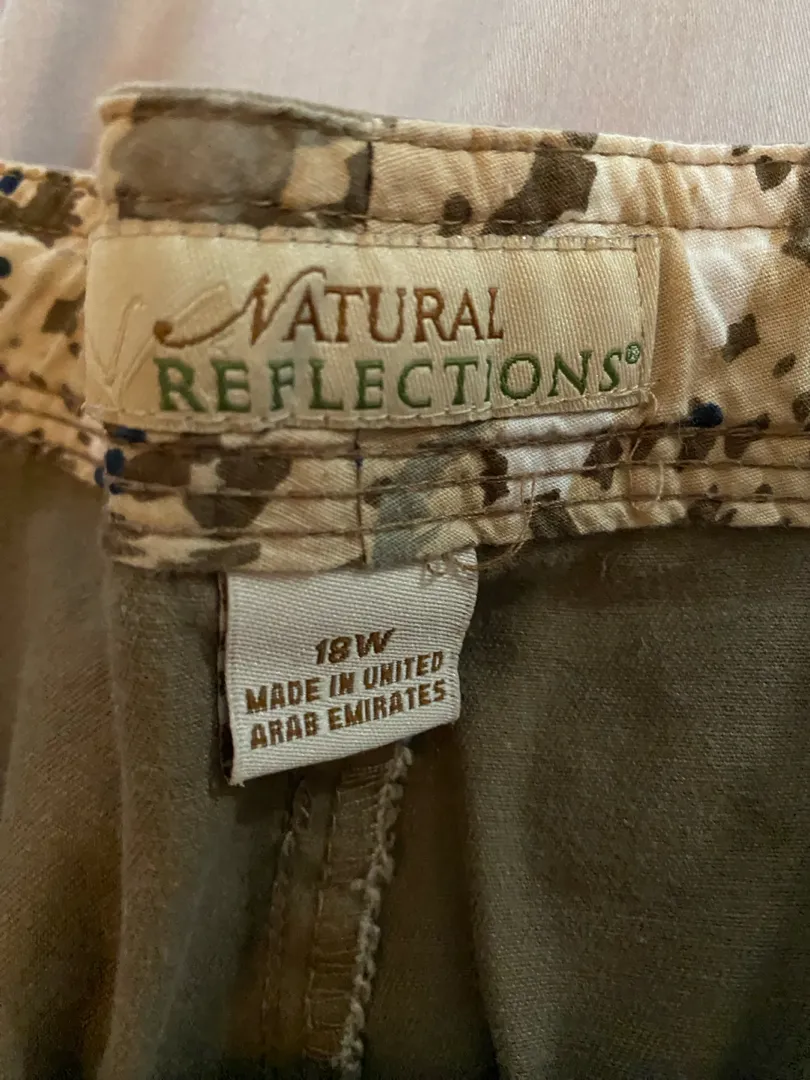 NATURAL
REFLECTIONS®
18W
MADE IN UNITED
ARAB EMIRATES